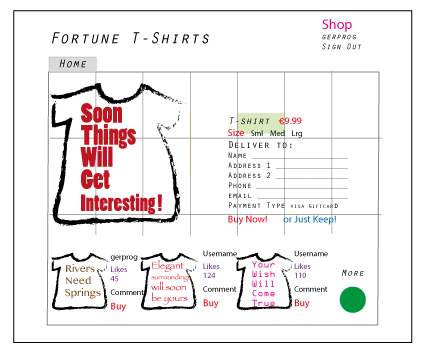 Shop
Fortune T-Shirts
gerprog
Sign Out
Home
Soon
Things
Will
Get
Interesting!
T-shirt €9.99
Size Sml Med Lrg
Deliver to:
Name
Address 1
Address 2
Phone
email
Payment Type visa giftcard
Buy Now! or Just Keep!
Rivers
Need
Springs
gerprog
Likes
45
Comment
Buy
Elegant
surrounding
will soon
be yours
Username
Likes
124
Comment
Buy
Your
Wish
Will
Come
True
Username
Likes
110
Comment
Buy
More